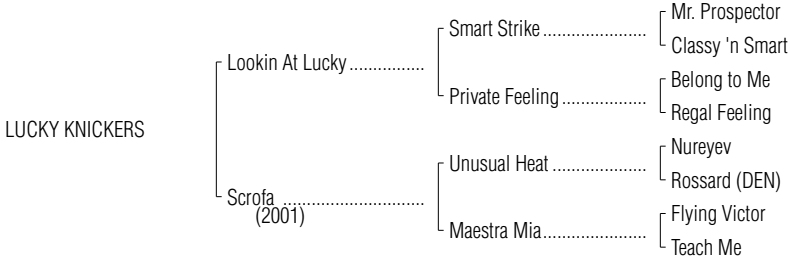 Mr. Prospector
Smart Strike ......................
Classy 'n Smart
Lookin At Lucky ................
Belong to Me
Private Feeling ..................
Regal Feeling
LUCKY KNICKERS
Nureyev
Unusual Heat ....................
Rossard (DEN)
Scrofa ..............................
(2001)
Flying Victor
Maestra Mia ......................
Teach Me